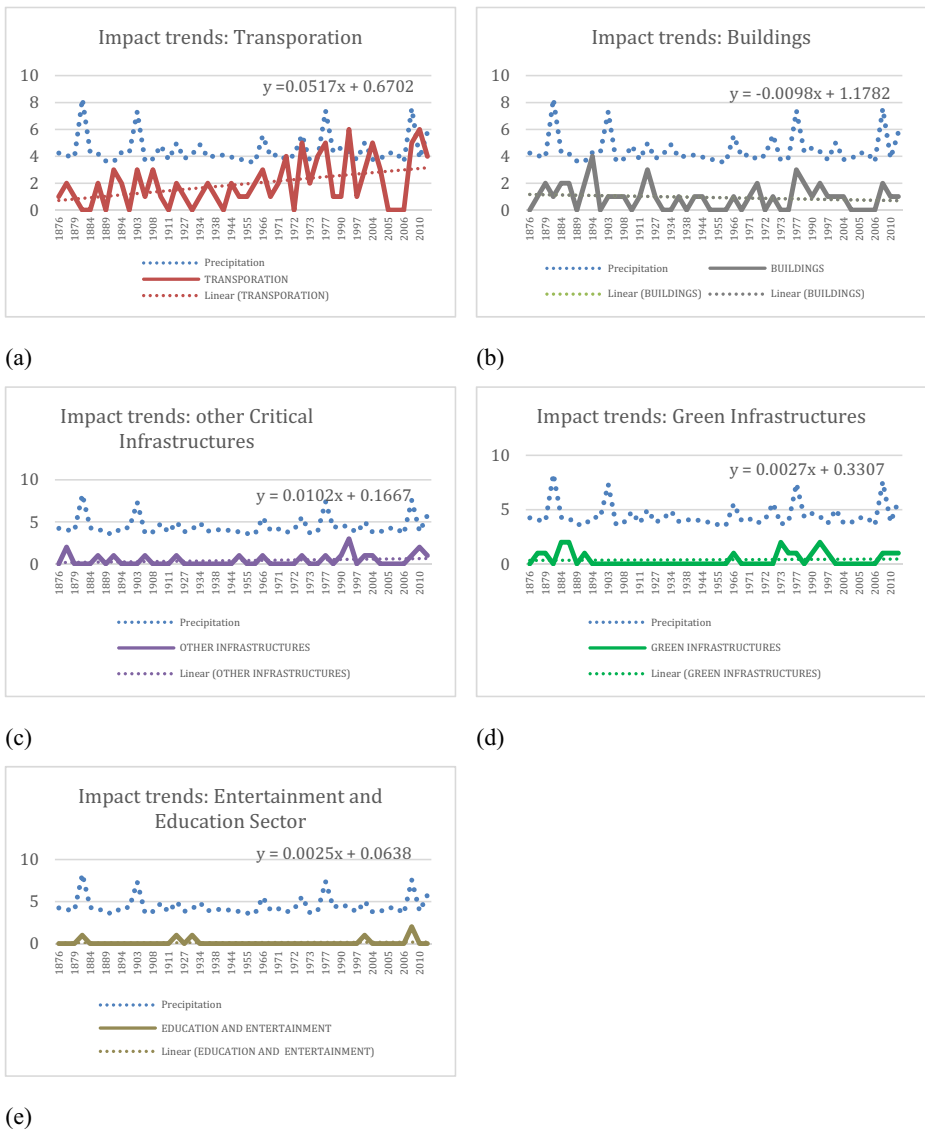 Impact trends: Transporation
y =0.0517x + 0.6702
10
8
6
4
2
0
1876 1879 1884 1889 1894 1903 1908 1911 1927 1934 1944 1955 1966 1972 1973 1977 1990 1997 2004 2005 2006 2010
Precipitation
TRANSPORATION
Linear (TRANSPORATION)
(a)
Impact trends: Buildings
y = -0.0098x + 1.1782
10
8
6
4
2
0
1876 1879 1884 1889 1894 1903 1908 1911 1927 1934 1944 1955 1966 1972 1973 1977 1990 1997 2004 2005 2006 2010
Precipitation BUILDINGS
Linear (BUILDINGS) Linear (BUILDINGS)
(b)
Impact trends: other Critical
Infrastructures
y = 0.0102x + 0.1667
10
5
0
1876 1879 1884 1889 1894 1903 1908 1911 1927 1934 1944 1955 1966 1972 1973 1977 1990 1997 2004 2005 2006 2010
Precipitation
OTHER INFRASTRUCTURES
Linear (OTHER INFRASTRUCTURES)
(c)
Impact trends: Green Infrastructures
y = 0.0027x + 0.3307
10
5
0
1876 1879 1884 1889 1894 1903 1908 1911 1927 1934 1944 1955 1966 1972 1973 1977 1990 1997 2004 2005 2006 2010
Precipitation
GREEN INFRASTRUCTURES
Linear (GREEN INFRASTRUCTURES)
(d)
Impact trends: Entertainment and
Education Sector
y = 0.0025x + 0.0638
10
5
0
1876 1879 1884 1889 1894 1903 1908 1911 1927 1934 1944 1955 1966 1972 1973 1977 1990 1997 2004 2005 2006 2010
Precipitation
EDUCATION AND ENTERTAINMENT
Linear (EDUCATION AND ENTERTAINMENT)
(e)